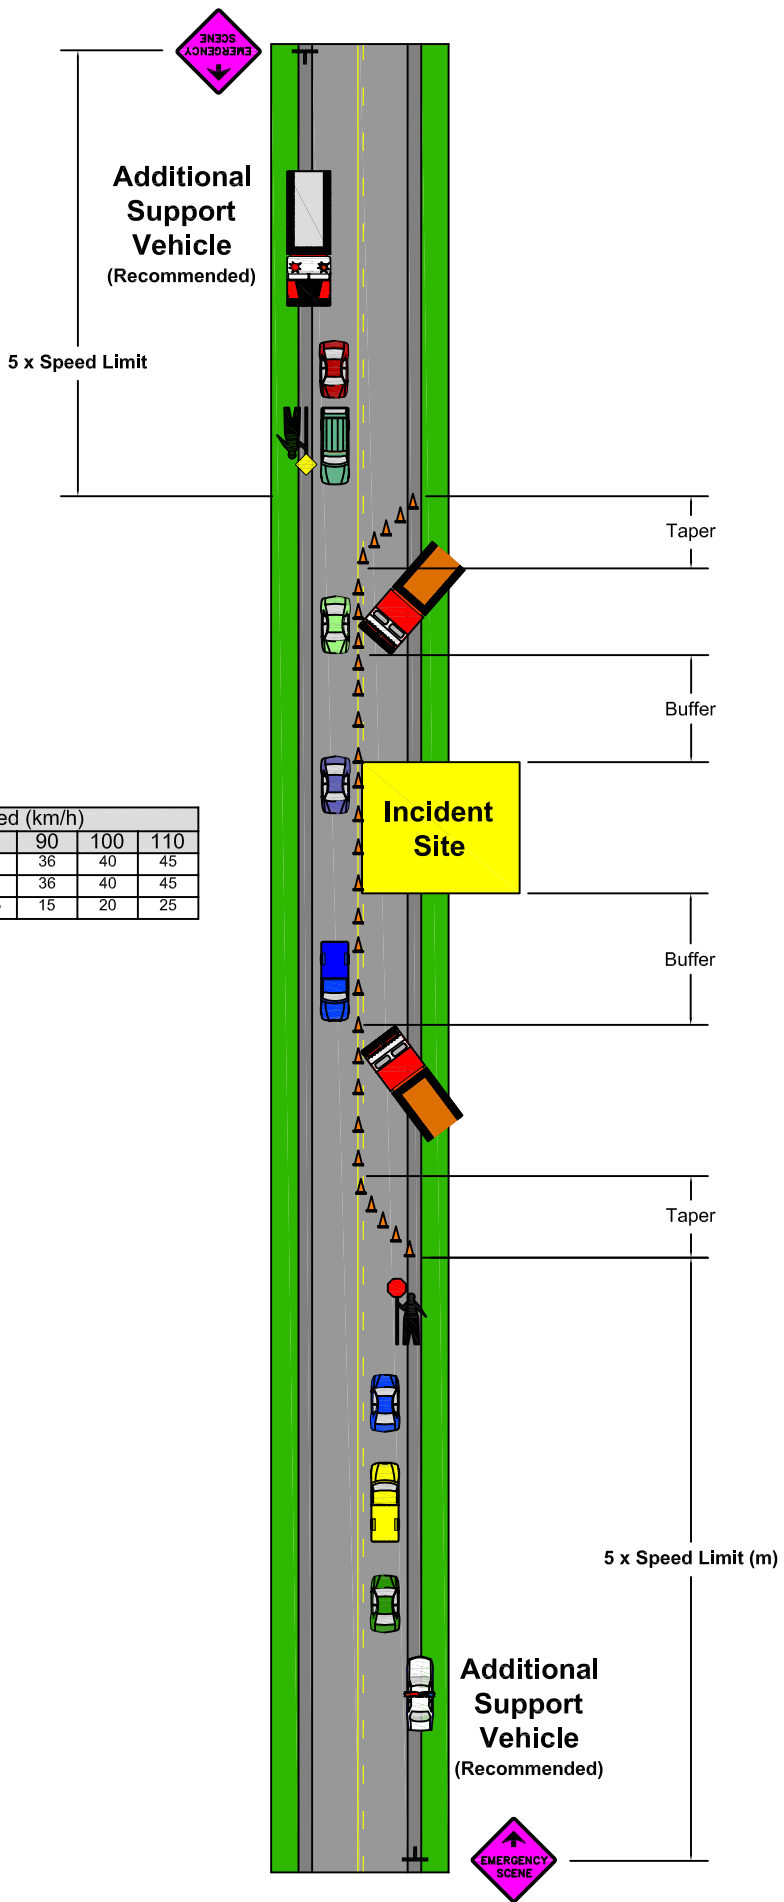 EMERGENCY
SCENE
Additional
Support
Vehicle
(Recommended)
5 x Speed Limit
Taper
Buffer
Incident
Site
ed (km/h)
90 100 110
36 40 45
36 40 45
15 20 25
Buffer
Taper
5 x Speed Limit (m)
Additional
Support
Vehicle
(Recommended)
EMERGENCY
SCENE